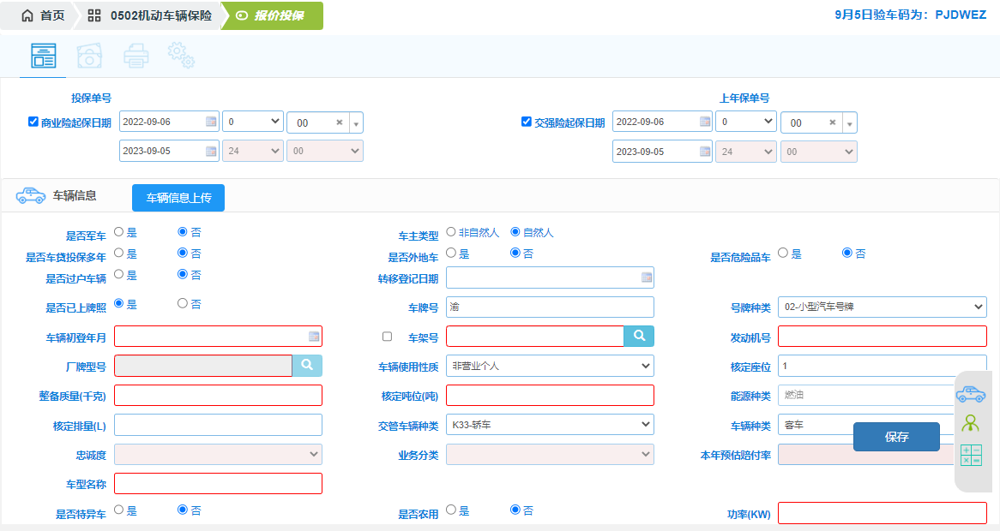 首页 0502机动车辆保险 报价投保 9月5日验车码为：PJDWEZ
投保单号 上年保单号
商业险起保日期 2022-09-06 0 00 交强险起保日期 2022-09-06 0 00
2023-09-05 24 00 2023-09-05 24 00
车辆信息 车辆信息上传
是否军车 是 否 车主类型 非自然人 自然人
是否车贷投保多年 是 否 是否外地车 是 否 是否危险品车 是 否
是否过户车辆 是 否 转移登记日期
是否已上牌照 是 否 车牌号 渝 号牌种类 02-小型汽车号牌
车辆初登年月 车架号 发动机号
厂牌型号 车辆使用性质 非营业个人 核定座位 1
整备质量(千克) 核定吨位(吨) 能源种类 燃油
核定排量(L) 交管车辆种类 K33-轿车 车辆种类 客车
保存
忠诚度 业务分类 本年预估赔付率
车型名称
是否特异车 是 否 是否农用 是 否 功率(KW)